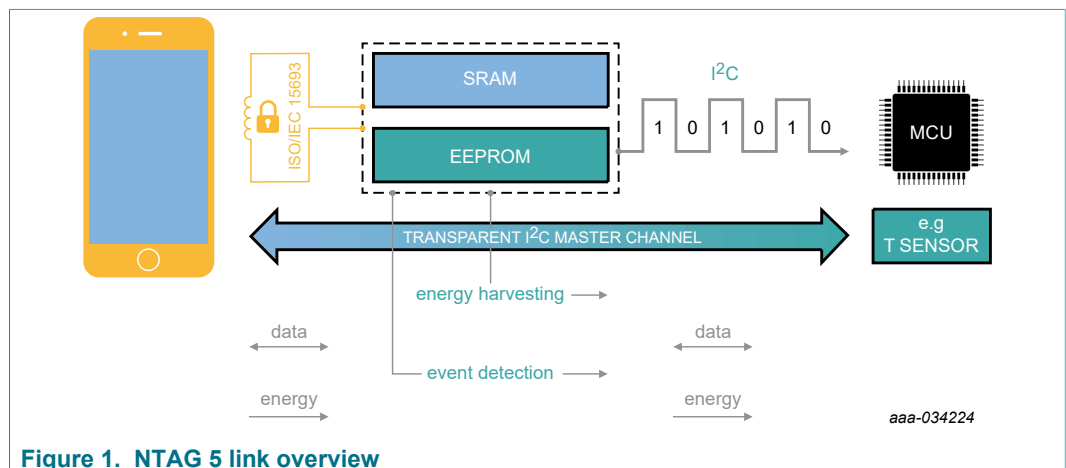 ISO/IEC 15693
SRAM
EEPROM
I²C
1 0 1 0 1 0
MCU
TRANSPARENT I²C MASTER CHANNEL
e.g
T SENSOR
energy harvesting
data
data
event detection
energy
energy
aaa-034224
Figure 1. NTAG 5 link overview